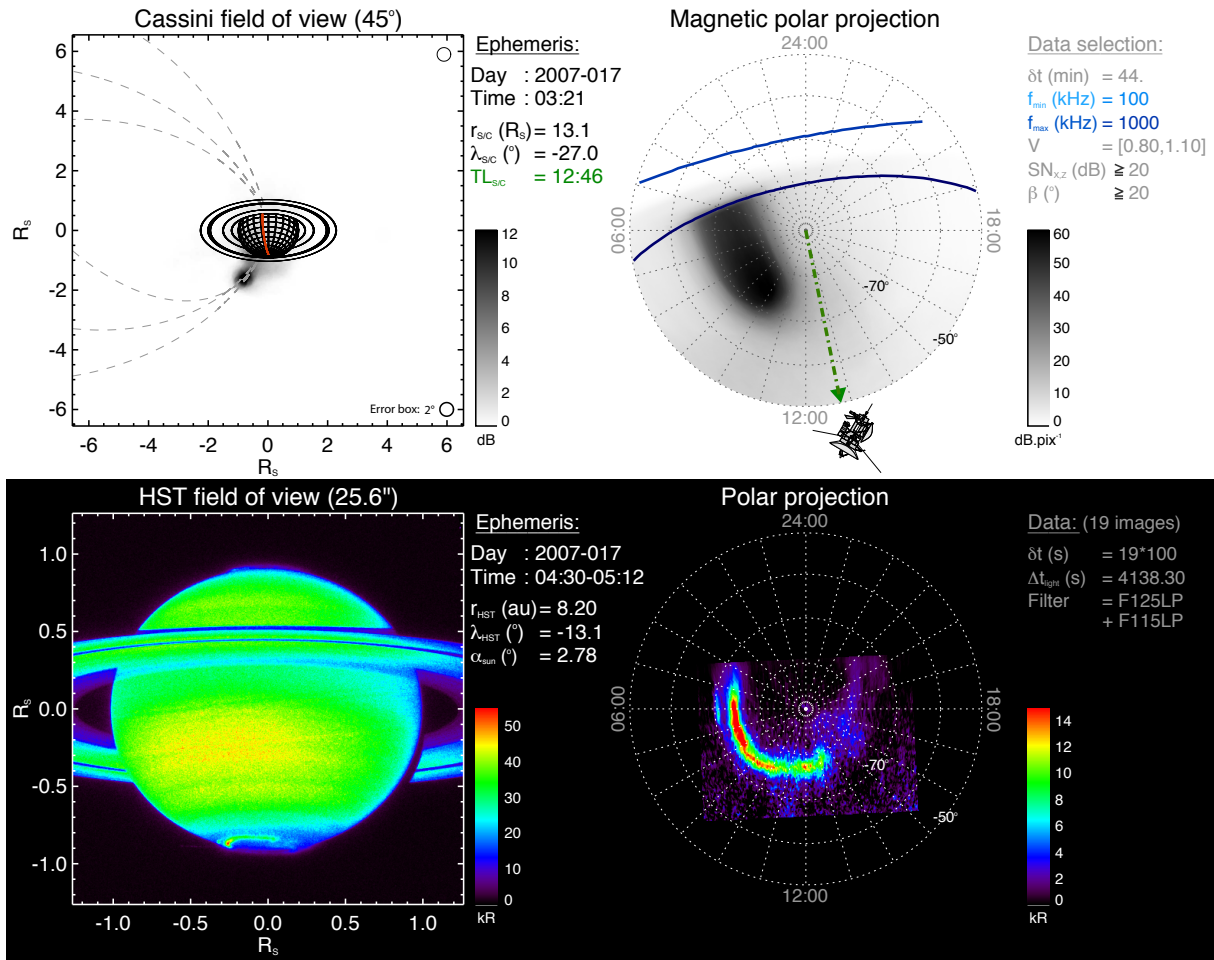 Cassini field of view (45°)
6
4
2
0
-2
-4
-6
R_S
-6 -4 -2 0 2 4 6
R_S
Error box: 2°
Ephemeris:
Day : 2007-017
Time : 03:21
r_S/C (R_S) = 13.1
λ_S/C (°) = -27.0
TL_S/C = 12:46
12
10
8
6
4
2
0
dB
Magnetic polar projection
24:00
06:00
18:00
-70°
-50°
12:00
Data selection:
δt (min) = 44.
f_min (kHz) = 100
f_max (kHz) = 1000
V = [0.80,1.10]
SN_X,Z (dB) ≧ 20
β (°) ≧ 20
60
50
40
30
20
10
0
dB.pix⁻¹
HST field of view (25.6")
1.0
0.5
0.0
-0.5
-1.0
R_S
-1.0 -0.5 0.0 0.5 1.0
R_S
Ephemeris:
Day : 2007-017
Time : 04:30-05:12
r_HST (au) = 8.20
λ_HST (°) = -13.1
α_sun (°) = 2.78
50
40
30
20
10
0
kR
Polar projection
24:00
06:00
18:00
-70°
-50°
12:00
Data: (19 images)
δt (s) = 19*100
Δt_light (s) = 4138.30
Filter = F125LP
+ F115LP
14
12
10
8
6
4
2
0
kR